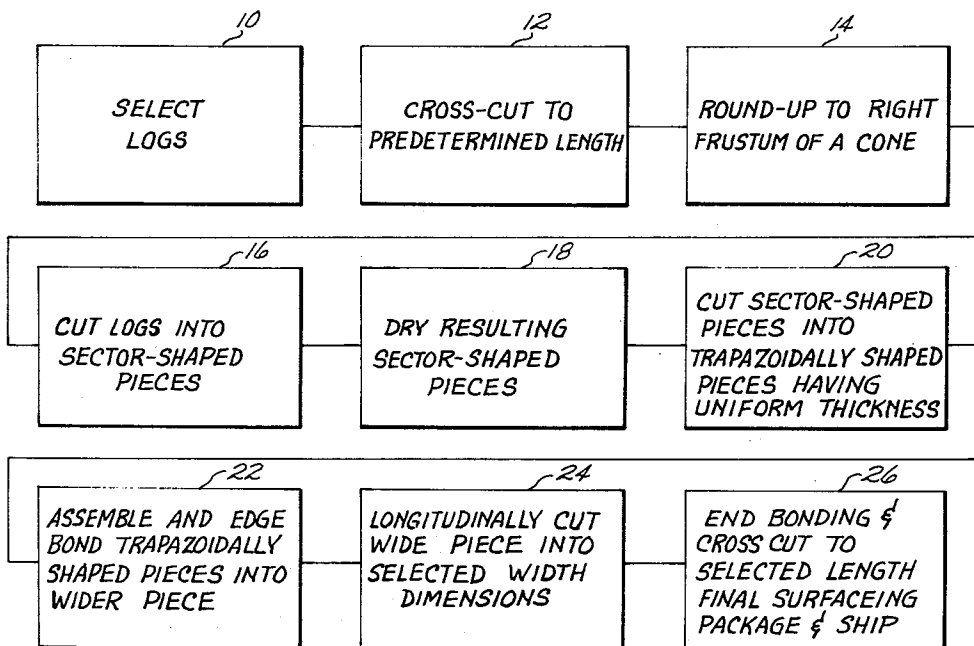 10
SELECT
LOGS
12
CROSS-CUT TO
PREDETERMINED LENGTH
14
ROUND-UP TO RIGHT
FRUSTUM OF A CONE
16
CUT LOGS INTO
SECTOR-SHAPED
PIECES
18
DRY RESULTING
SECTOR-SHAPED
PIECES
20
CUT SECTOR-SHAPED
PIECES INTO
TRAPAZOIDALLY SHAPED
PIECES HAVING
UNIFORM THICKNESS
22
ASSEMBLE AND EDGE
BOND TRAPAZOIDALLY
SHAPED PIECES INTO
WIDER PIECE
24
LONGITUDINALLY CUT
WIDE PIECE INTO
SELECTED WIDTH
DIMENSIONS
26
END BONDING &
CROSS CUT TO
SELECTED LENGTH
FINAL SURFACEING
PACKAGE & SHIP